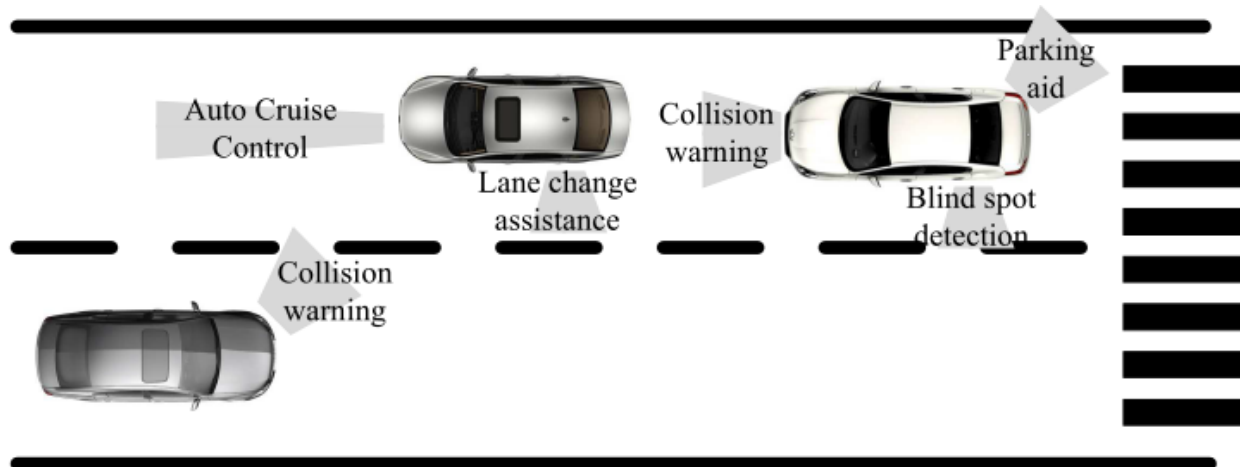 Parking
aid
Auto Cruise
Control
Collision
warning
Lane change
assistance
Blind spot
detection
Collision
warning